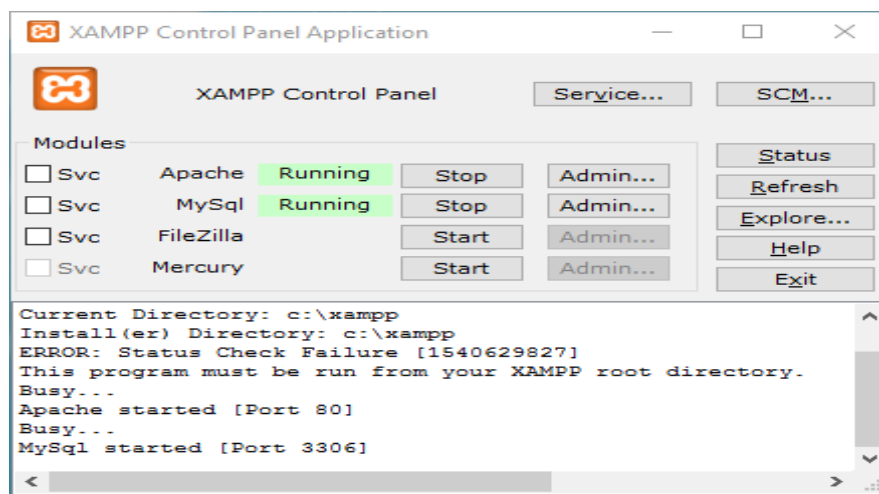 XAMPP Control Panel Application
XAMPP Control Panel Service... SCM...
Modules
Status
Svc Apache Running Stop Admin...
Refresh
Svc MySql Running Stop Admin...
Explore...
Svc FileZilla Start Admin...
Help
Svc Mercury Start Admin...
Exit
Current Directory: c:\xampp
Install(er) Directory: c:\xampp
ERROR: Status Check Failure [1540629827]
This program must be run from your XAMPP root directory.
Busy...
Apache started [Port 80]
Busy...
MySql started [Port 3306]